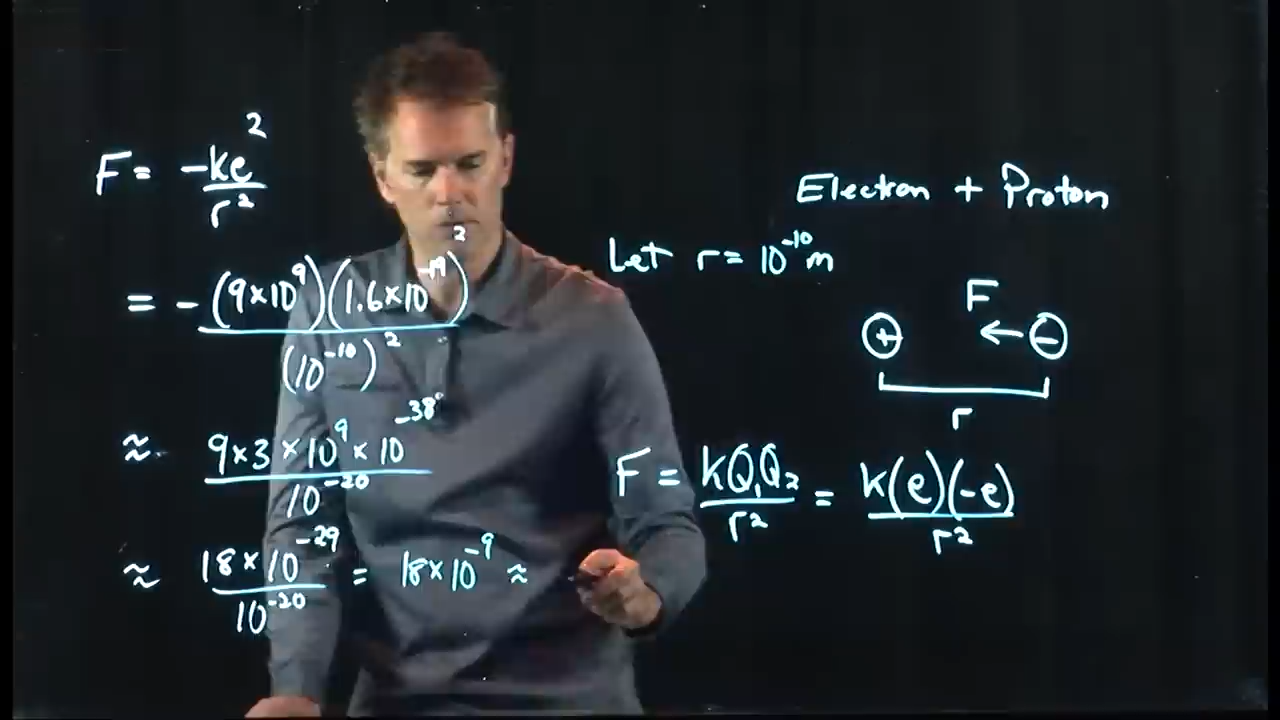 F = -ke²/r²
= -(9×10⁹)(1.6×10⁻¹⁹)²/(10⁻¹⁰)²
≈ 9×3×10⁹×10⁻³⁸/10⁻²⁰
≈ 18×10⁻²⁹/10⁻²⁰ = 18×10⁻⁹ ≈
Electron + Proton
Let r = 10⁻¹⁰m
F
+ ← −
r
F = kQ₁Q₂/r² = k(e)(-e)/r²